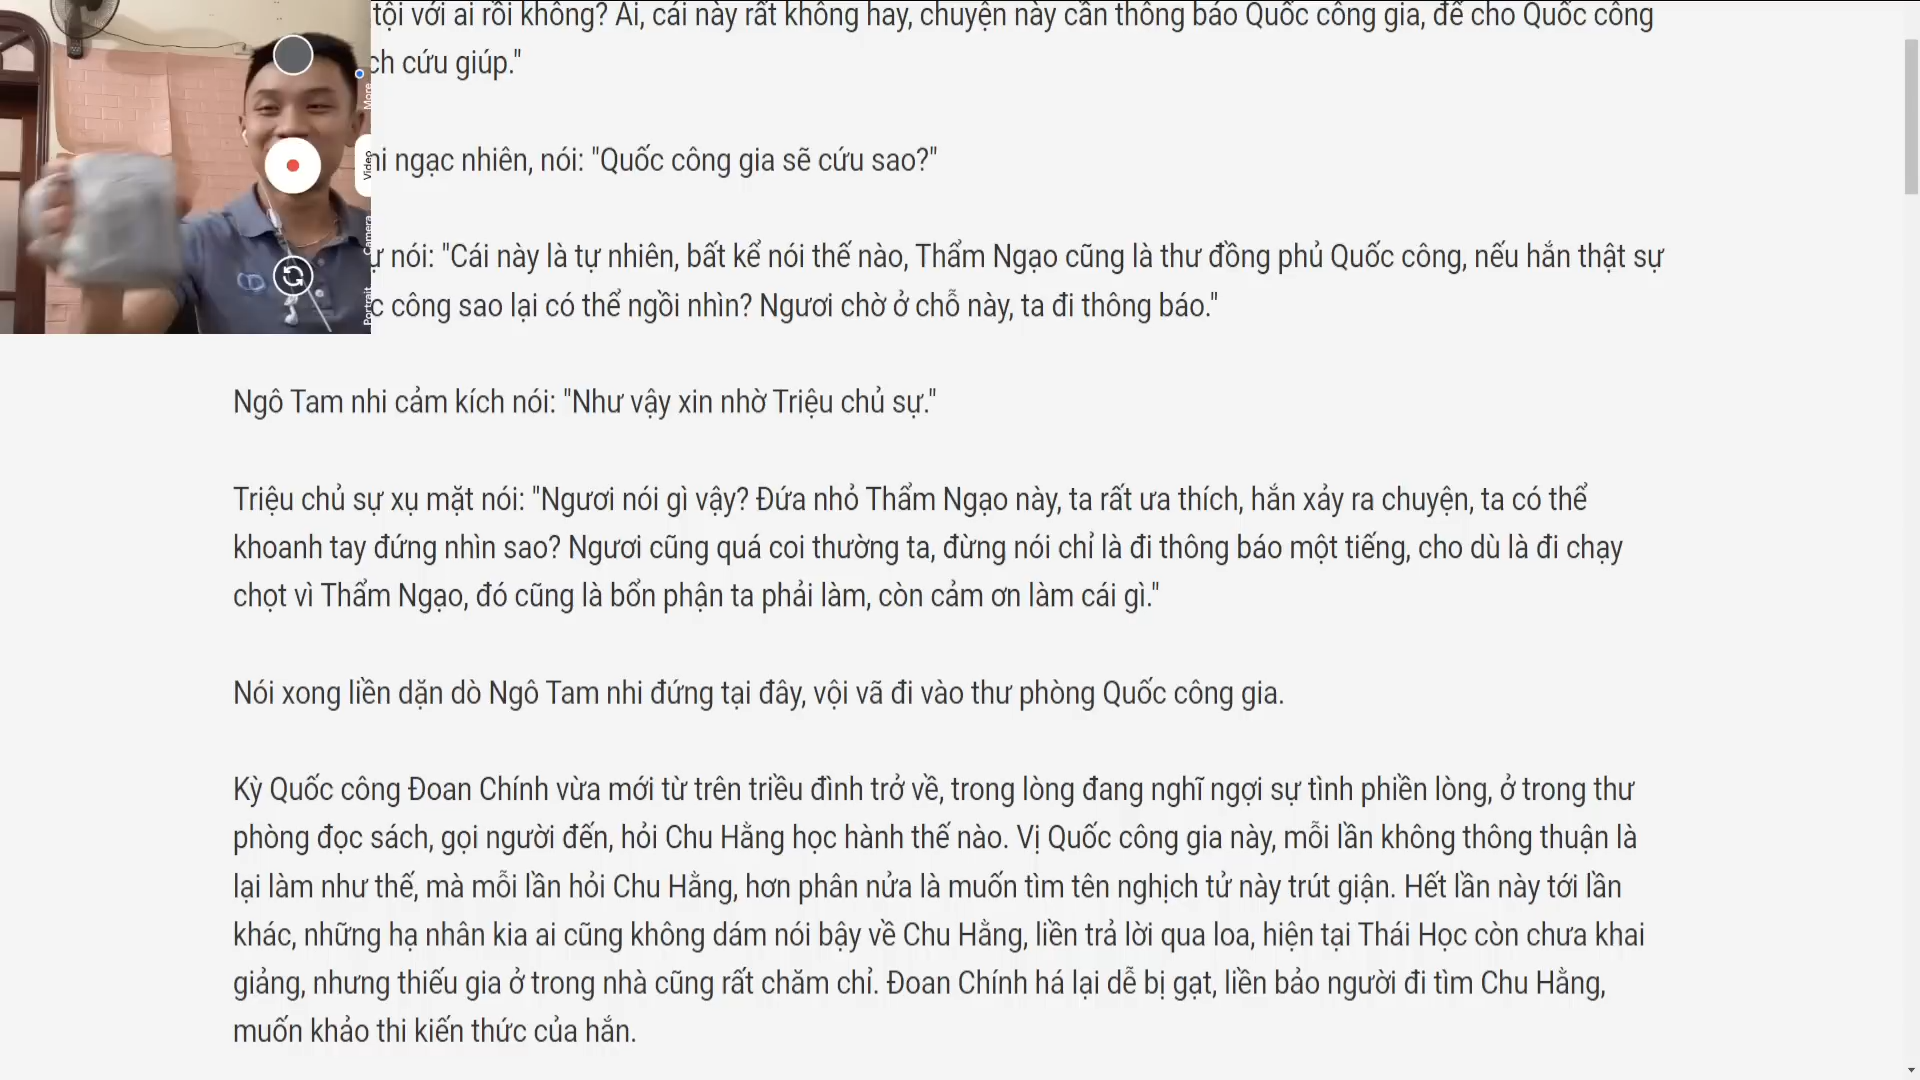 tội với ai rồi không? Ai, cái này rất không hay, chuyện này cần thông báo Quốc công gia, để cho Quốc công
ch cứu giúp."
ni ngạc nhiên, nói: "Quốc công gia sẽ cứu sao?"
ự nói: "Cái này là tự nhiên, bất kể nói thế nào, Thẩm Ngạo cũng là thư đồng phủ Quốc công, nếu hắn thật sự
c công sao lại có thể ngồi nhìn? Ngươi chờ ở chỗ này, ta đi thông báo."
Ngô Tam nhi cảm kích nói: "Như vậy xin nhờ Triệu chủ sự."
Triệu chủ sự xụ mặt nói: "Ngươi nói gì vậy? Đứa nhỏ Thẩm Ngạo này, ta rất ưa thích, hắn xảy ra chuyện, ta có thể
khoanh tay đứng nhìn sao? Ngươi cũng quá coi thường ta, đừng nói chỉ là đi thông báo một tiếng, cho dù là đi chạy
chọt vì Thẩm Ngạo, đó cũng là bổn phận ta phải làm, còn cảm ơn làm cái gì."
Nói xong liền dặn dò Ngô Tam nhi đứng tại đây, vội vã đi vào thư phòng Quốc công gia.
Kỳ Quốc công Đoan Chính vừa mới từ trên triều đình trở về, trong lòng đang nghĩ ngợi sự tình phiền lòng, ở trong thư
phòng đọc sách, gọi người đến, hỏi Chu Hằng học hành thế nào. Vị Quốc công gia này, mỗi lần không thông thuận là
lại làm như thế, mà mỗi lần hỏi Chu Hằng, hơn phân nửa là muốn tìm tên nghịch tử này trút giận. Hết lần này tới lần
khác, những hạ nhân kia ai cũng không dám nói bậy về Chu Hằng, liền trả lời qua loa, hiện tại Thái Học còn chưa khai
giảng, nhưng thiếu gia ở trong nhà cũng rất chăm chỉ. Đoan Chính há lại dễ bị gạt, liền bảo người đi tìm Chu Hằng,
muốn khảo thi kiến thức của hắn.
More
Video
Camera
Portrait